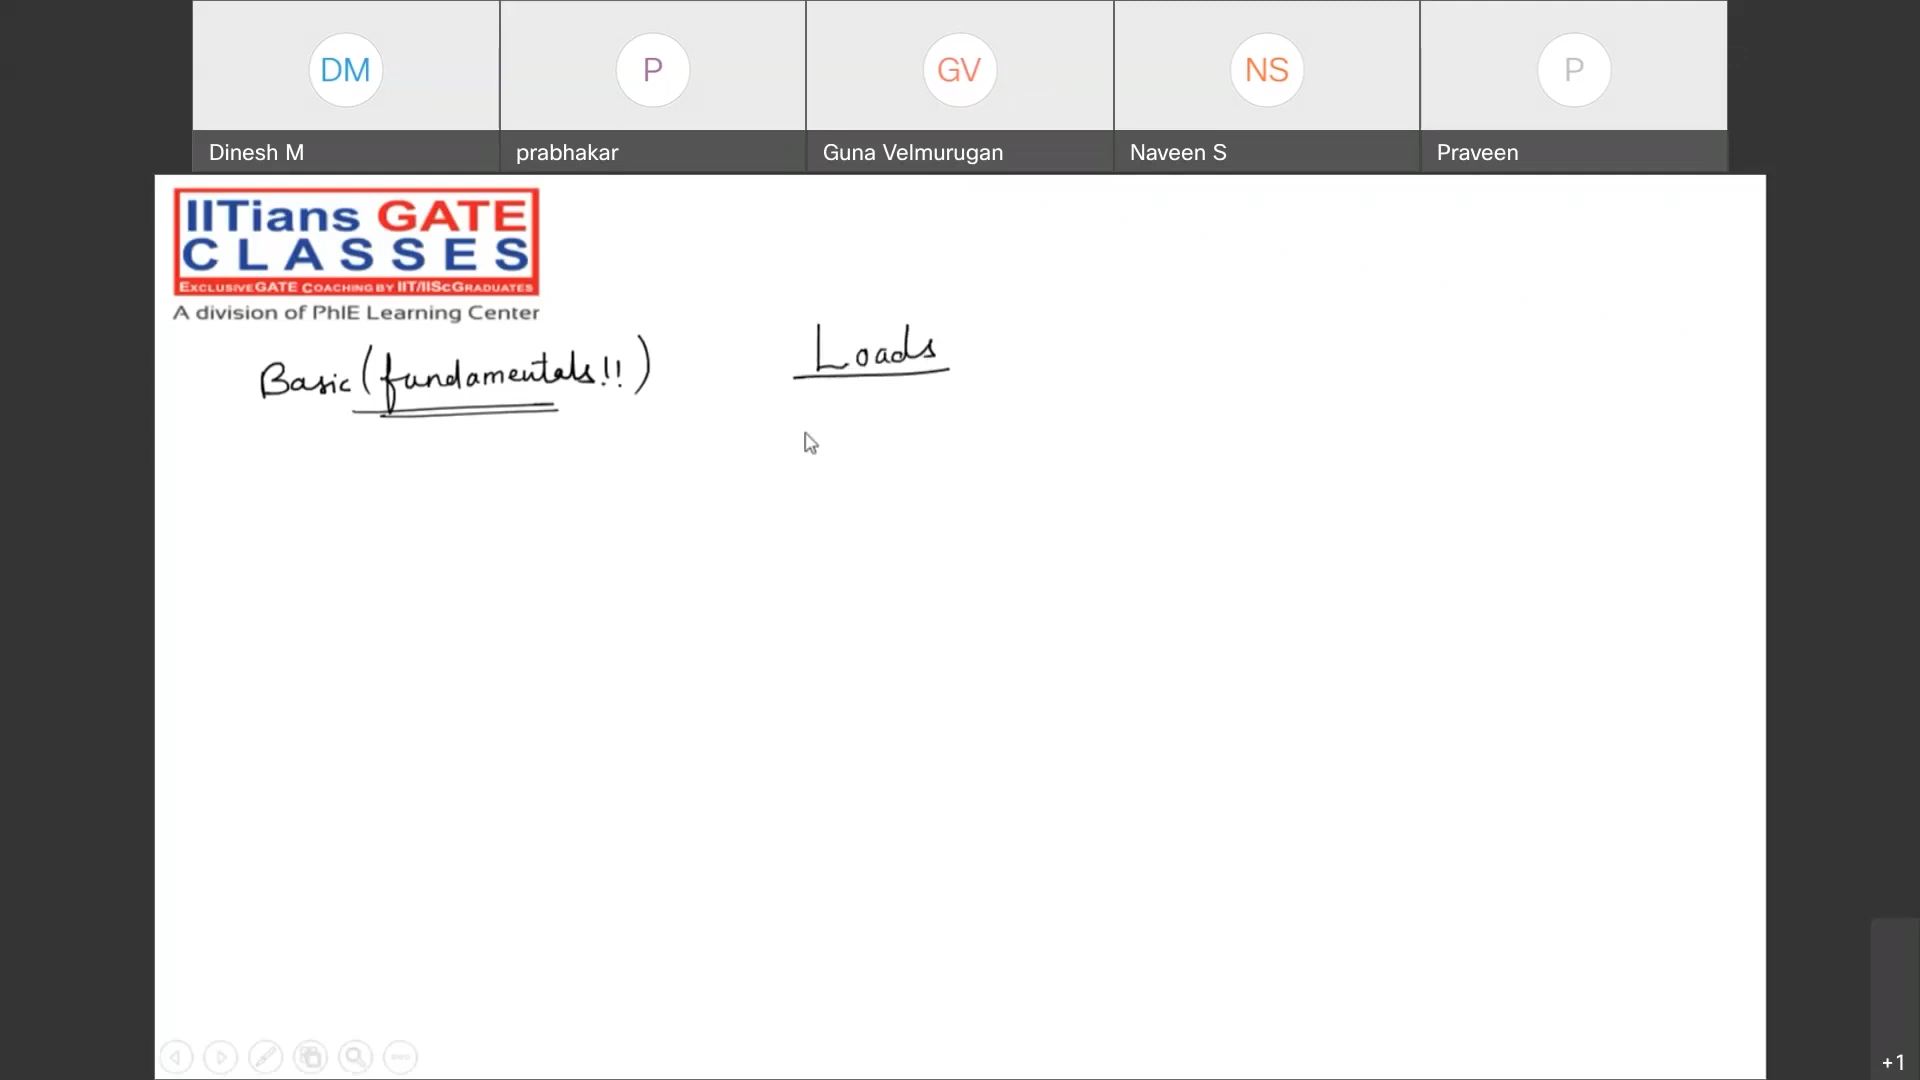 DM P GV NS P
Dinesh M prabhakar Guna Velmurugan Naveen S Praveen
IITians GATE
CLASSES
EXCLUSIVE GATE COACHING BY IIT/IISc GRADUATES
A division of PhIE Learning Center
Loads
Basic (fundamentals!!)
+1